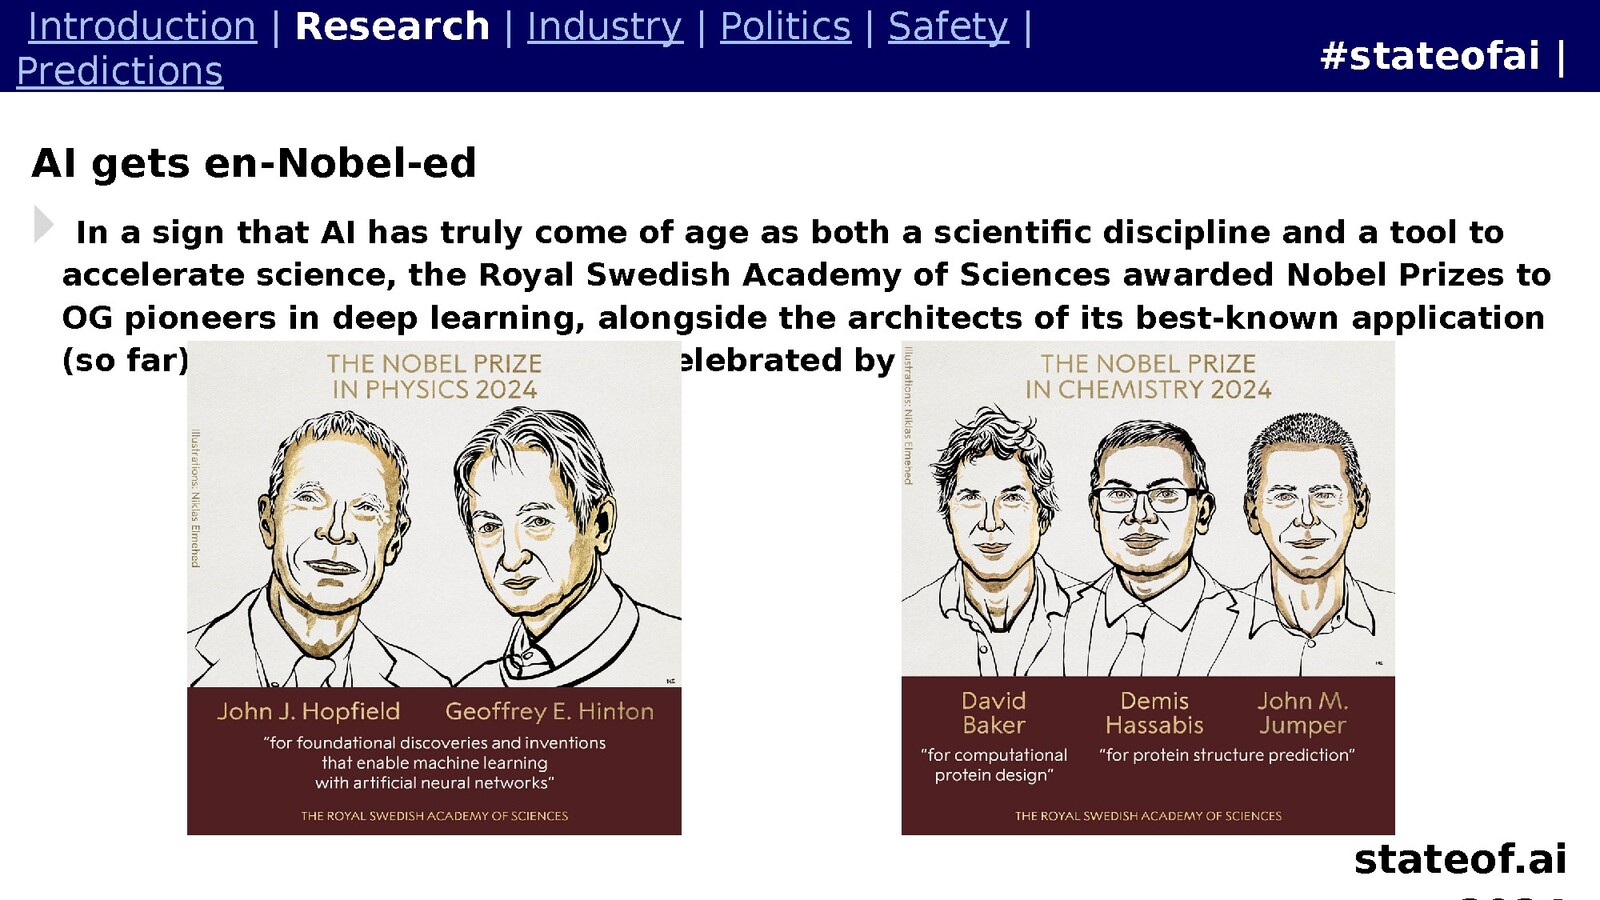 Introduction | Research | Industry | Politics | Safety |
Predictions
#stateofai |
AI gets en-Nobel-ed
In a sign that AI has truly come of age as both a scientific discipline and a tool to
accelerate science, the Royal Swedish Academy of Sciences awarded Nobel Prizes to
OG pioneers in deep learning, alongside the architects of its best-known application
(so far) elebrated by
THE NOBEL PRIZE
IN PHYSICS 2024
Illustrations: Niklas Elmehed
John J. Hopfield Geoffrey E. Hinton
“for foundational discoveries and inventions
that enable machine learning
with artificial neural networks”
THE ROYAL SWEDISH ACADEMY OF SCIENCES
THE NOBEL PRIZE
IN CHEMISTRY 2024
Illustrations: Niklas Elmehed
David Demis John M.
Baker Hassabis Jumper
“for computational “for protein structure prediction”
protein design”
THE ROYAL SWEDISH ACADEMY OF SCIENCES
stateof.ai